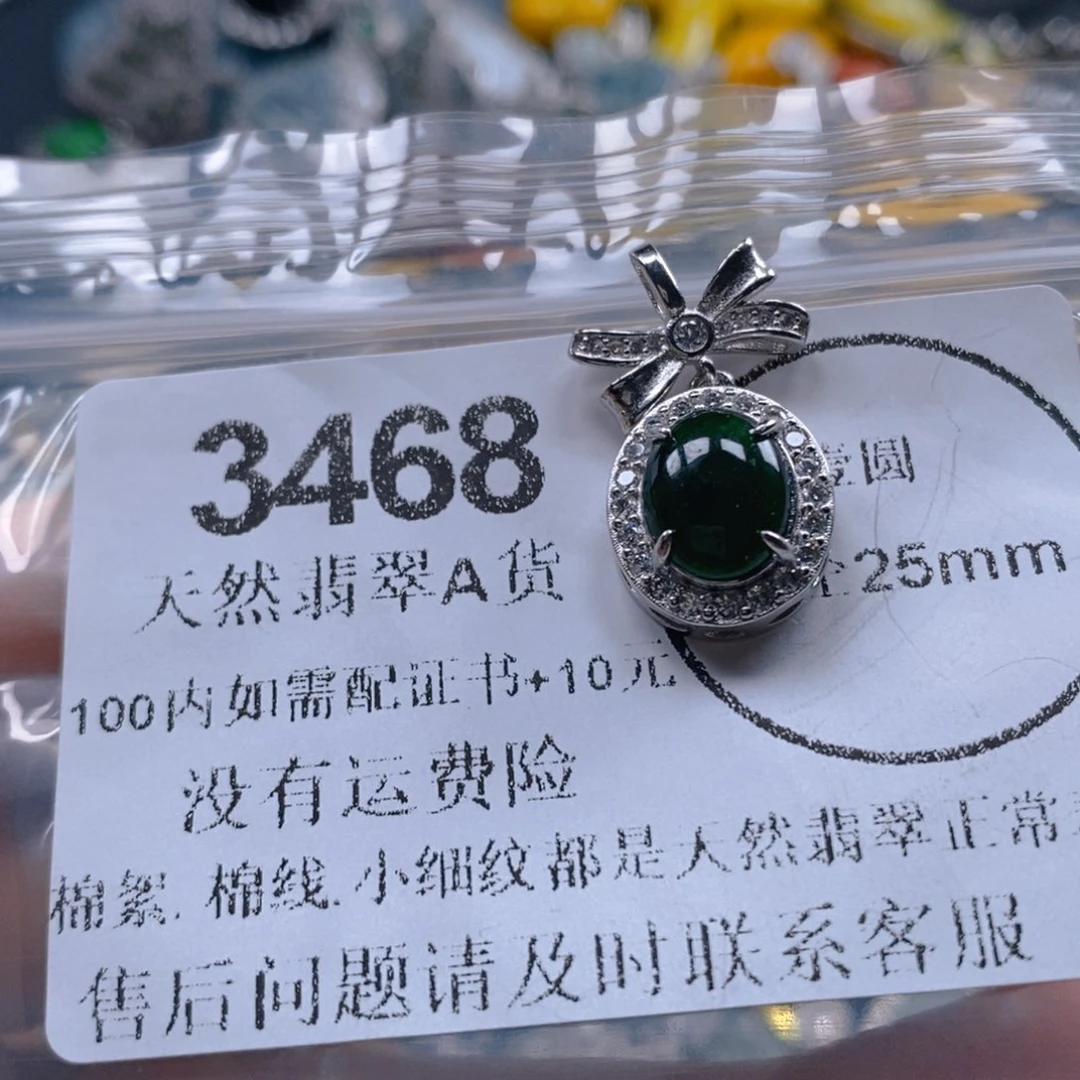 3468
天然翡翠A货
圆
25mm
100内如需配证书+10元
没有运费险
棉絮.棉线.小细纹都是天然翡翠正常
售后问题请及时联系客服